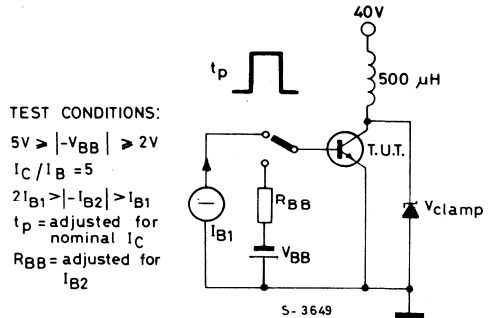 40V
500 μH
tp
TEST CONDITIONS:
5V ⩾ |-VBB| ⩾ 2V
IC/IB =5
2IB1>|-IB2|>IB1
tp = adjusted for
nominal IC
RBB= adjusted for
IB2
T.U.T.
RBB
IB1
VBB
Vclamp
S-3649